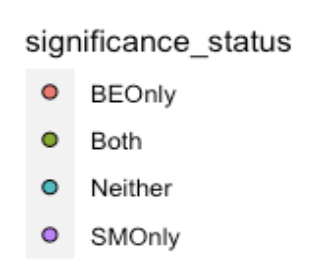 significance_status
BEOnly
Both
Neither
SMOnly